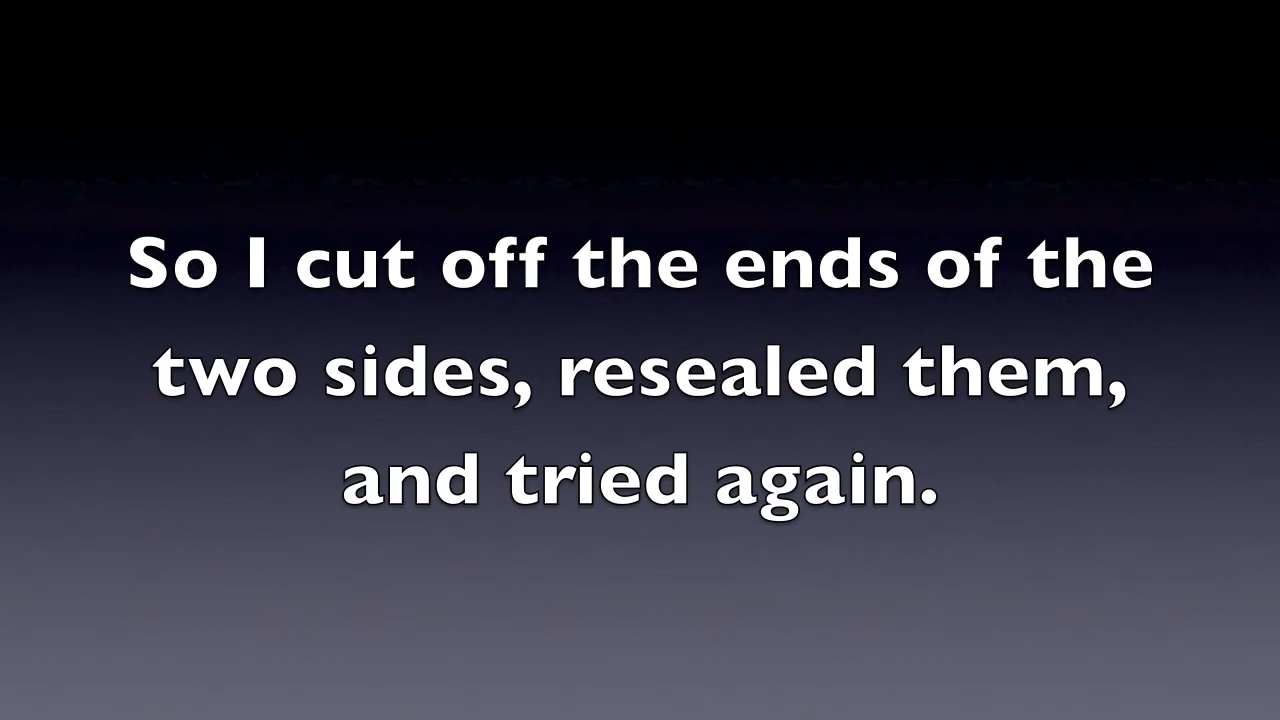 So I cut off the ends of the
two sides, resealed them,
and tried again.